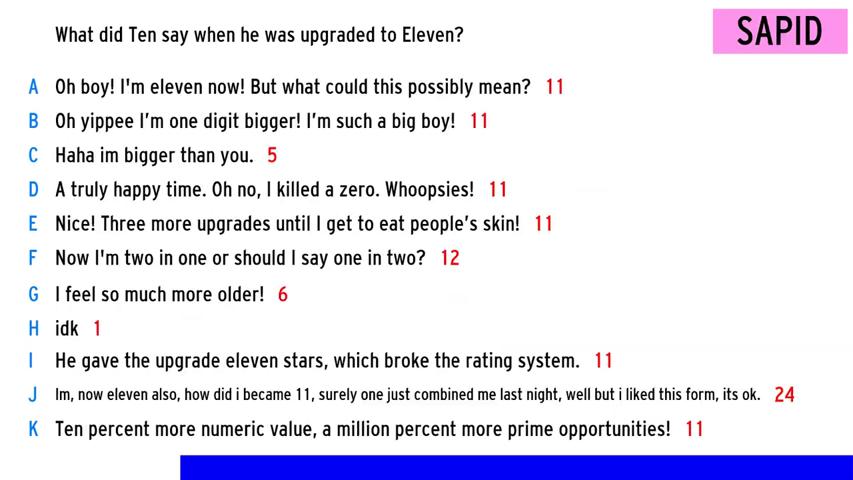 What did Ten say when he was upgraded to Eleven?
SAPID
A Oh boy! I'm eleven now! But what could this possibly mean? 11
B Oh yippee I’m one digit bigger! I’m such a big boy! 11
C Haha im bigger than you. 5
D A truly happy time. Oh no, I killed a zero. Whoopsies! 11
E Nice! Three more upgrades until I get to eat people’s skin! 11
F Now I'm two in one or should I say one in two? 12
G I feel so much more older! 6
H idk 1
I He gave the upgrade eleven stars, which broke the rating system. 11
J Im, now eleven also, how did i became 11, surely one just combined me last night, well but i liked this form, its ok. 24
K Ten percent more numeric value, a million percent more prime opportunities! 11